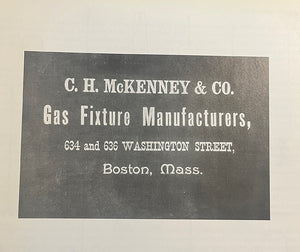 C. H. McKENNEY & CO.
Gas Fixture Manufacturers,
634 and 636 WASHINGTON STREET,
Boston, Mass.